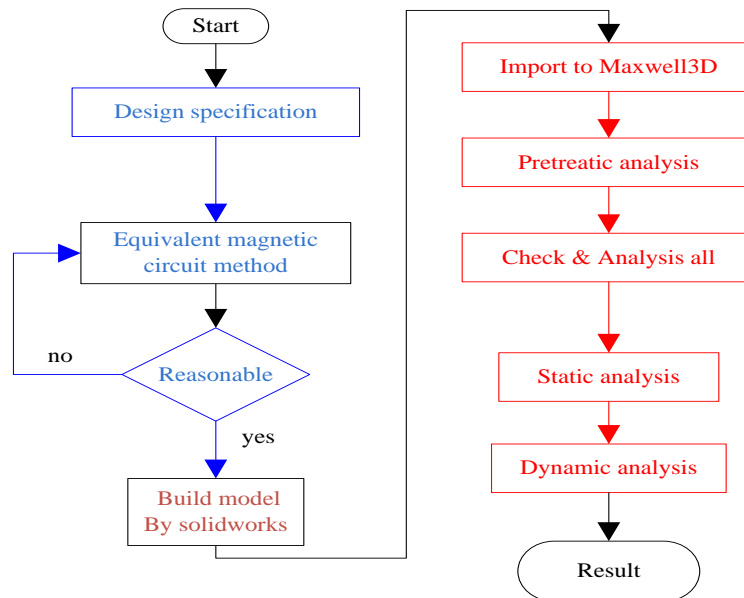 Start
Design specification
Equivalent magnetic
circuit method
no
Reasonable
yes
Build model
By solidworks
Import to Maxwell3D
Pretreatic analysis
Check & Analysis all
Static analysis
Dynamic analysis
Result